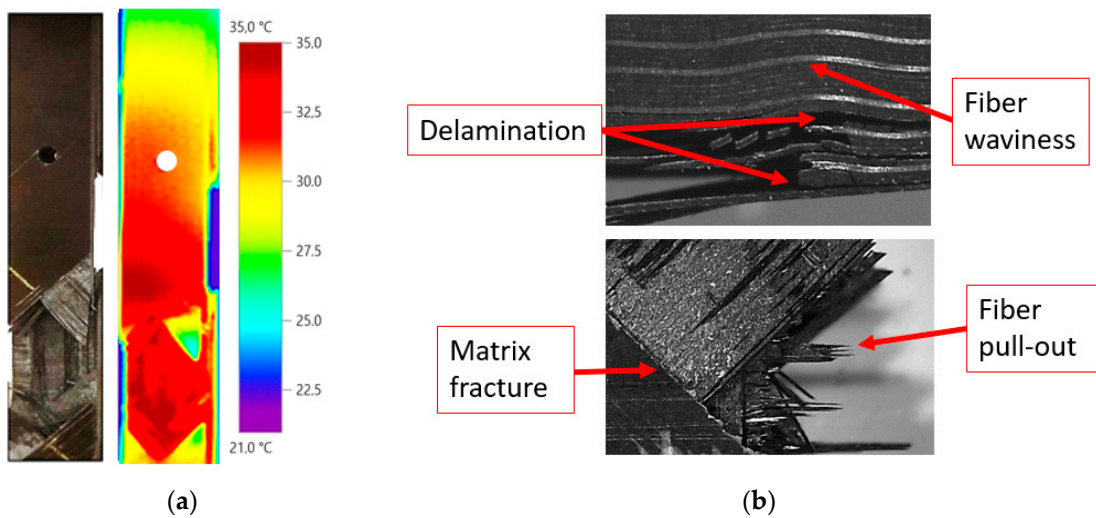 35.0 °C
35.0
32.5
30.0
27.5
25.0
22.5
21.0 °C
(a)
Delamination
Fiber
waviness
Matrix
fracture
Fiber
pull-out
(b)